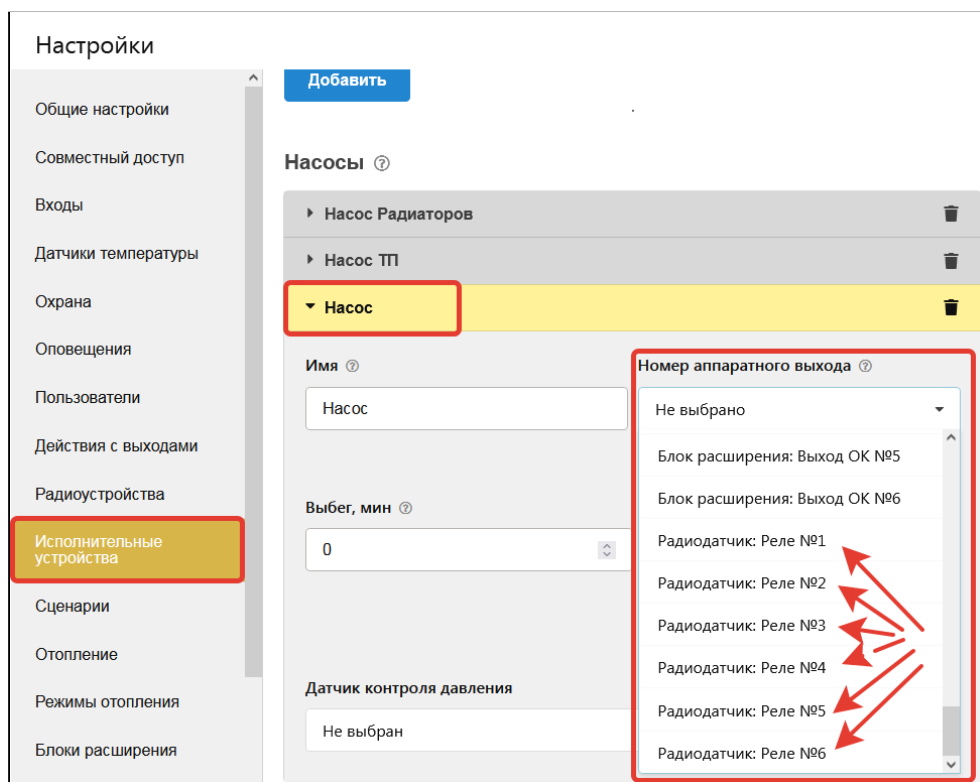 Настройки
Общие настройки
Совместный доступ
Входы
Датчики температуры
Охрана
Оповещения
Пользователи
Действия с выходами
Радиоустройства
Исполнительные
устройства
Сценарии
Отопление
Режимы отопления
Блоки расширения
Добавить
Насосы
Насос Радиаторов
Насос ТП
Насос
Имя
Насос
Выбег, мин
0
Датчик контроля давления
Не выбран
Номер аппаратного выхода
Не выбрано
Блок расширения: Выход ОК №5
Блок расширения: Выход ОК №6
Радиодатчик: Реле №1
Радиодатчик: Реле №2
Радиодатчик: Реле №3
Радиодатчик: Реле №4
Радиодатчик: Реле №5
Радиодатчик: Реле №6